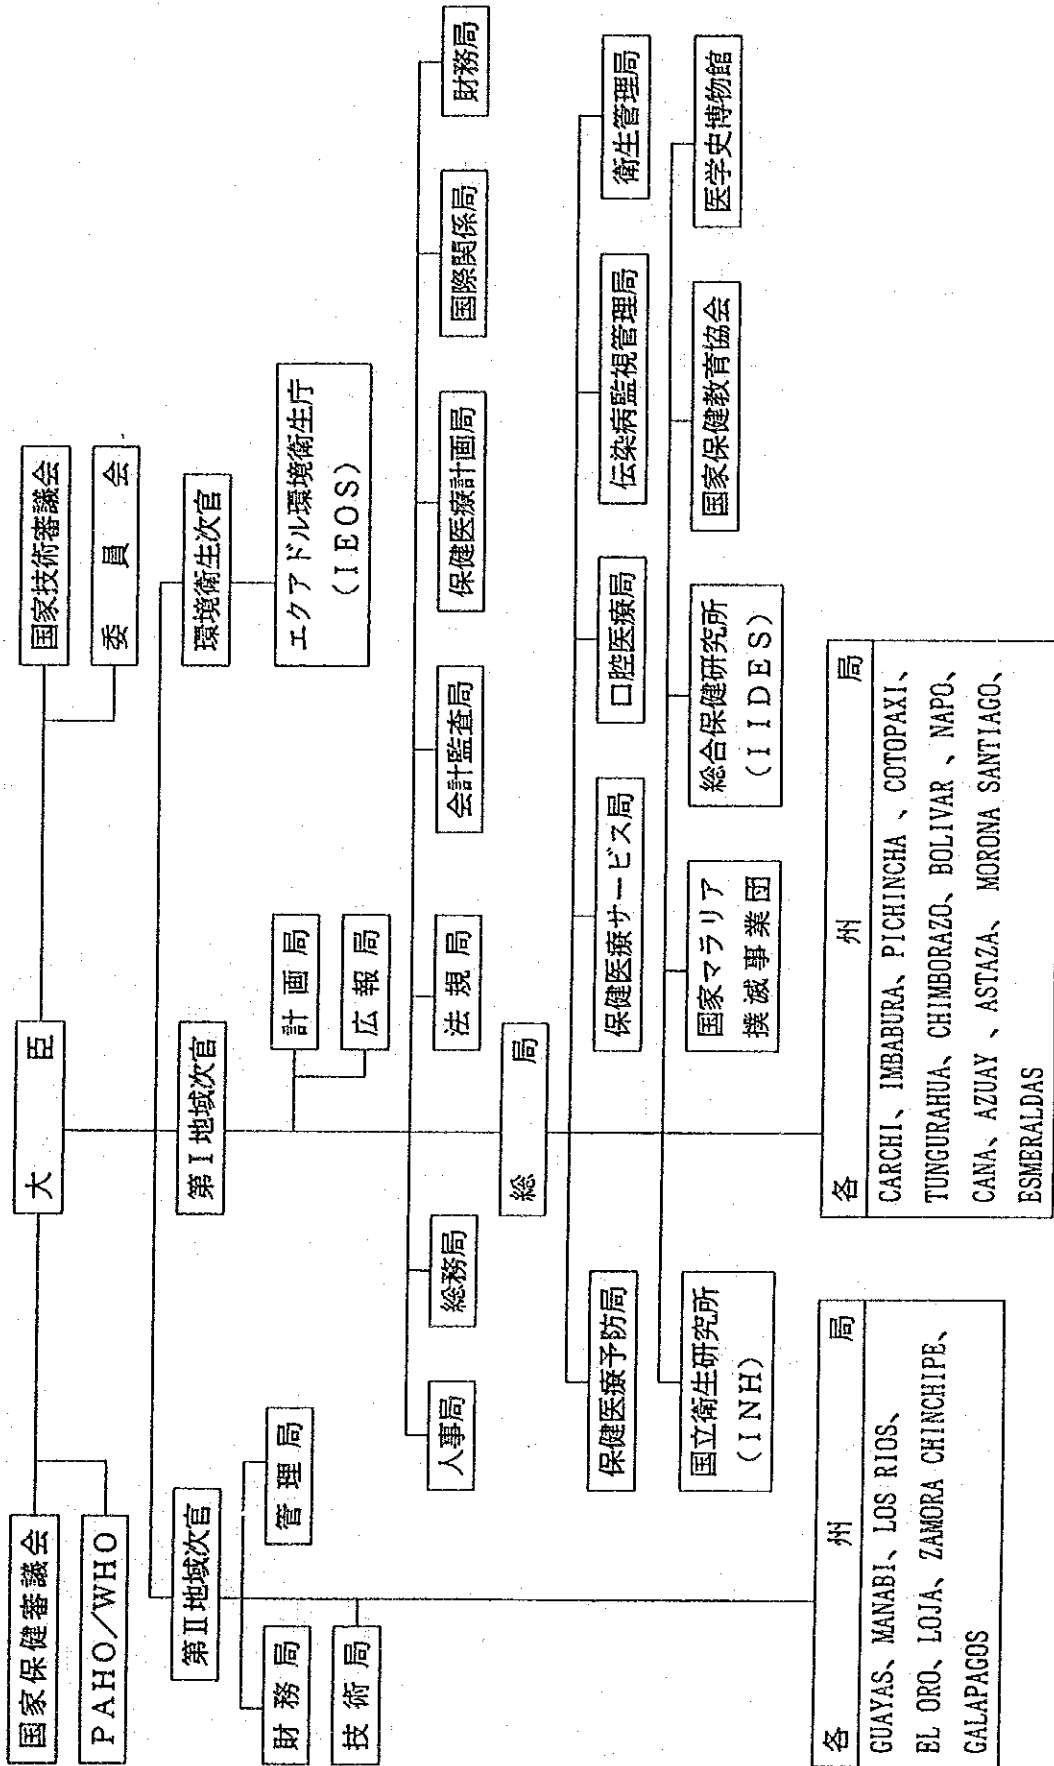 国家保健審議会
大臣
国家技術審議会
PAHO/WHO
委員会
第II地域次官
第I地域次官
環境衛生次官
財務局
管理局
計画局
エクアドル環境衛生庁
(IEOS)
技術局
広報局
人事局
総務局
法規局
会計監査局
保健医療計画局
国際関係局
財務局
総局
保健医療予防局
保健医療サービス局
口腔医療局
伝染病監視管理局
衛生管理局
国立衛生研究所
(INH)
国家マラリア
撲滅事業団
総合保健研究所
(IIDES)
国家保健教育協会
医学史博物館
各州局
GUAYAS、MANABI、LOS RIOS、
EL ORO、LOJA、ZAMORA CHINCHIPE、
GALAPAGOS
各州局
CARCHI、IMBABURA、PICHINCHA、COTOPAXI、
TUNGURAHUA、CHIMBORAZO、BOLIVAR、NAPO、
CANA、AZUAY、ASTAZA、MORONA SANTIAGO、
ESMERALDAS